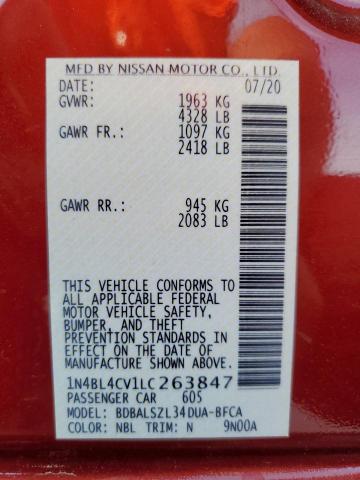 MFD BY NISSAN MOTOR CO., LTD.
DATE: 07/20
GVWR: 1963 KG
4328 LB
GAWR FR.: 1097 KG
2418 LB
GAWR RR.: 945 KG
2083 LB
THIS VEHICLE CONFORMS TO
ALL APPLICABLE FEDERAL
MOTOR VEHICLE SAFETY,
BUMPER, AND THEFT
PREVENTION STANDARDS IN
EFFECT ON THE DATE OF
MANUFACTURE SHOWN ABOVE.
1N4BL4CV1LC263847
PASSENGER CAR 605
MODEL: BDBALSZL34DUA-BFCA
COLOR: NBL TRIM: N 9N00A